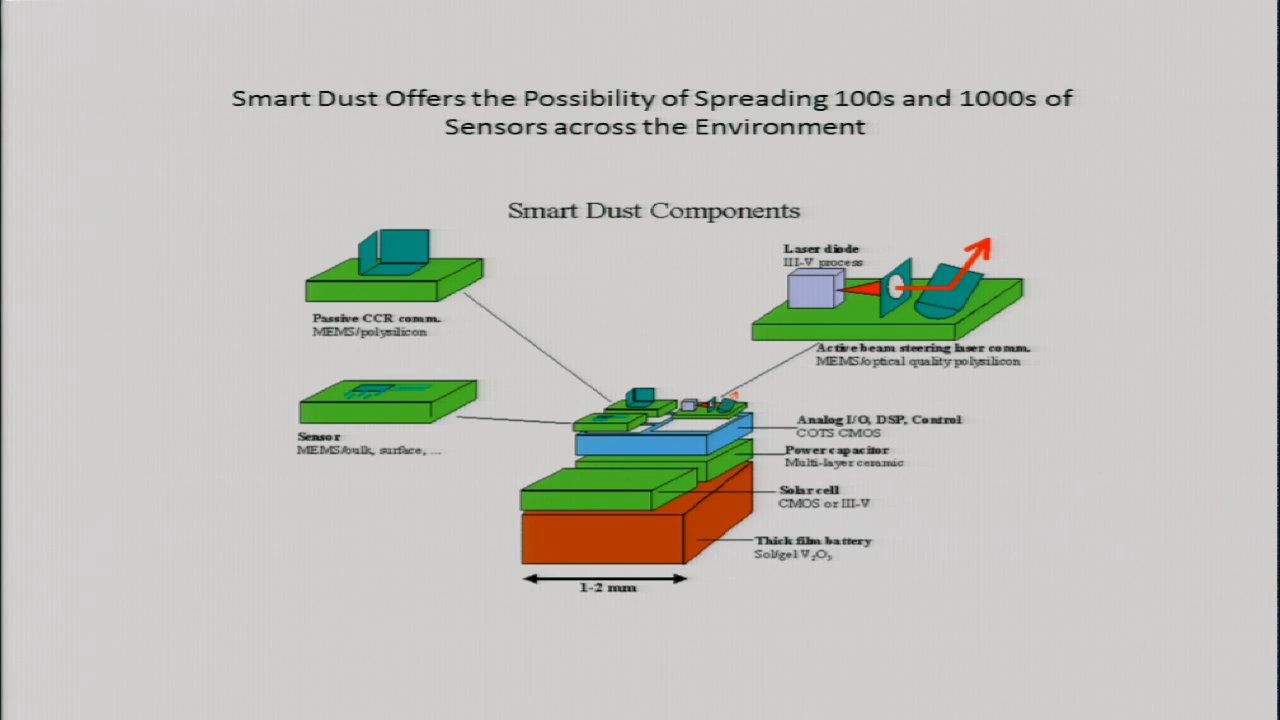 Smart Dust Offers the Possibility of Spreading 100s and 1000s of
Sensors across the Environment
Smart Dust Components
Laser diode
III-V process
Passive CCR comm.
MEMS/polysilicon
Active beam steering laser comm.
MEMS/optical quality polysilicon
Sensor
MEMS/bulk, surface, ...
Analog I/O, DSP, Control
COTS CMOS
Power capacitor
Multi-layer ceramic
Solar cell
CMOS or III-V
Thick film battery
Sol/gel V₂O₅
1-2 mm